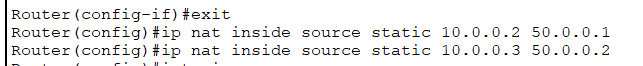 Router(config-if)#exit
Router(config)#ip nat inside source static 10.0.0.2 50.0.0.1
Router(config)#ip nat inside source static 10.0.0.3 50.0.0.2